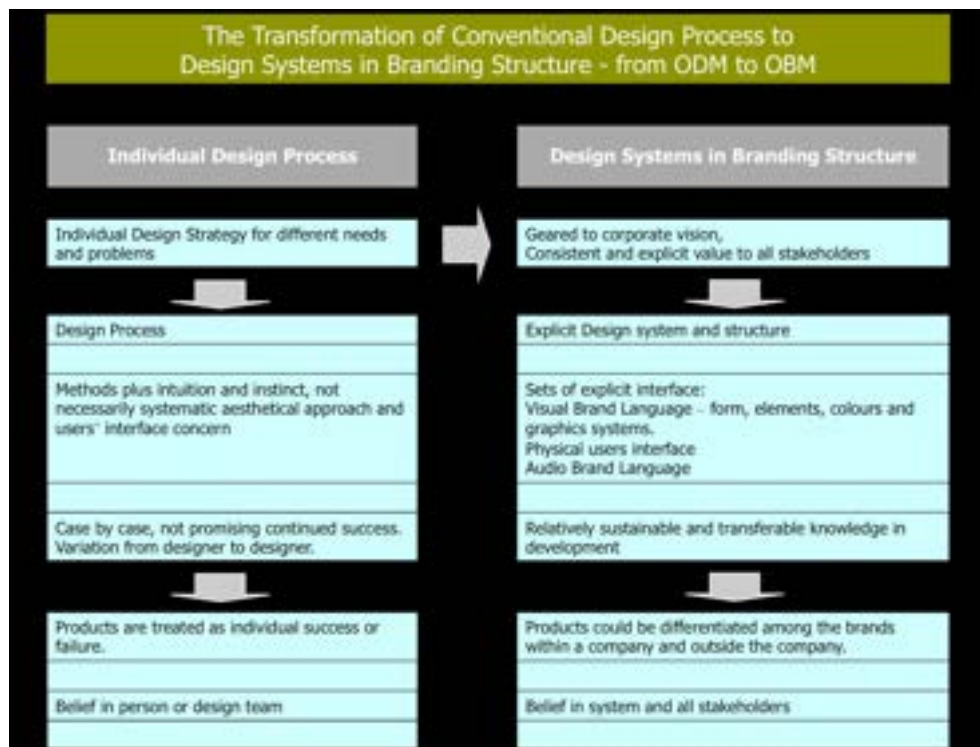 The Transformation of Conventional Design Process to
Design Systems in Branding Structure - from ODM to OBM
Individual Design Process
Individual Design Strategy for different needs
and problems
Design Process
Methods plus intuition and instinct, not
necessarily systematic aesthetical approach and
users' interface concern
Case by case, not promising continued success.
Variation from designer to designer.
Products are treated as individual success or
failure.
Belief in person or design team
Design Systems in Branding Structure
Geared to corporate vision,
Consistent and explicit value to all stakeholders
Explicit Design system and structure
Sets of explicit interface:
Visual Brand Language – form, elements, colours and
graphics systems.
Physical users interface
Audio Brand Language
Relatively sustainable and transferable knowledge in
development
Products could be differentiated among the brands
within a company and outside the company.
Belief in system and all stakeholders